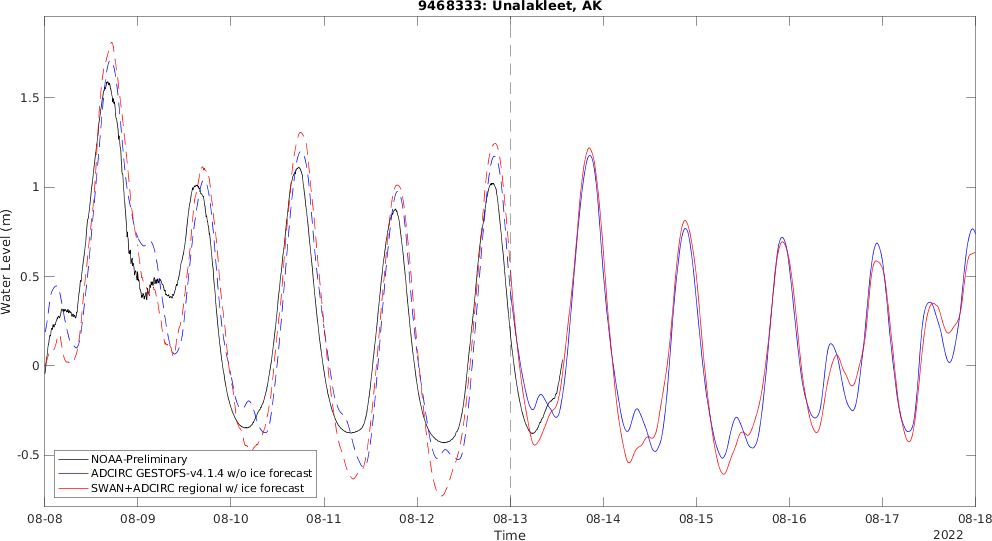 9468333: Unalakleet, AK
Water Level (m)
1.5
1
0.5
0
-0.5
NOAA-Preliminary
ADCIRC GESTOFS-v4.1.4 w/o ice forecast
SWAN+ADCIRC regional w/ ice forecast
08-08 08-09 08-10 08-11 08-12 08-13 08-14 08-15 08-16 08-17 08-18
Time
2022